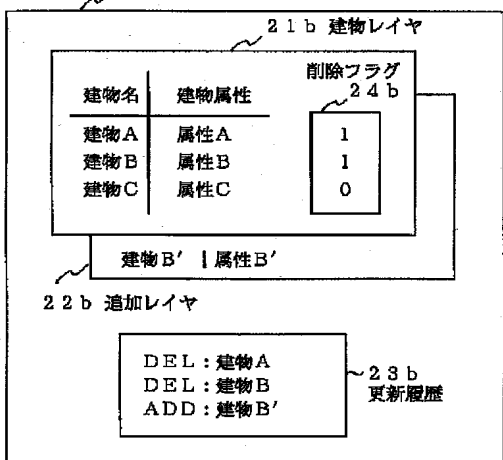 21b 建物レイヤ
削除フラグ
24b
建物名 建物属性
建物A 属性A 1
建物B 属性B 1
建物C 属性C 0
建物B′ 属性B′
22b 追加レイヤ
DEL:建物A
DEL:建物B
ADD:建物B′
23b
更新履歴